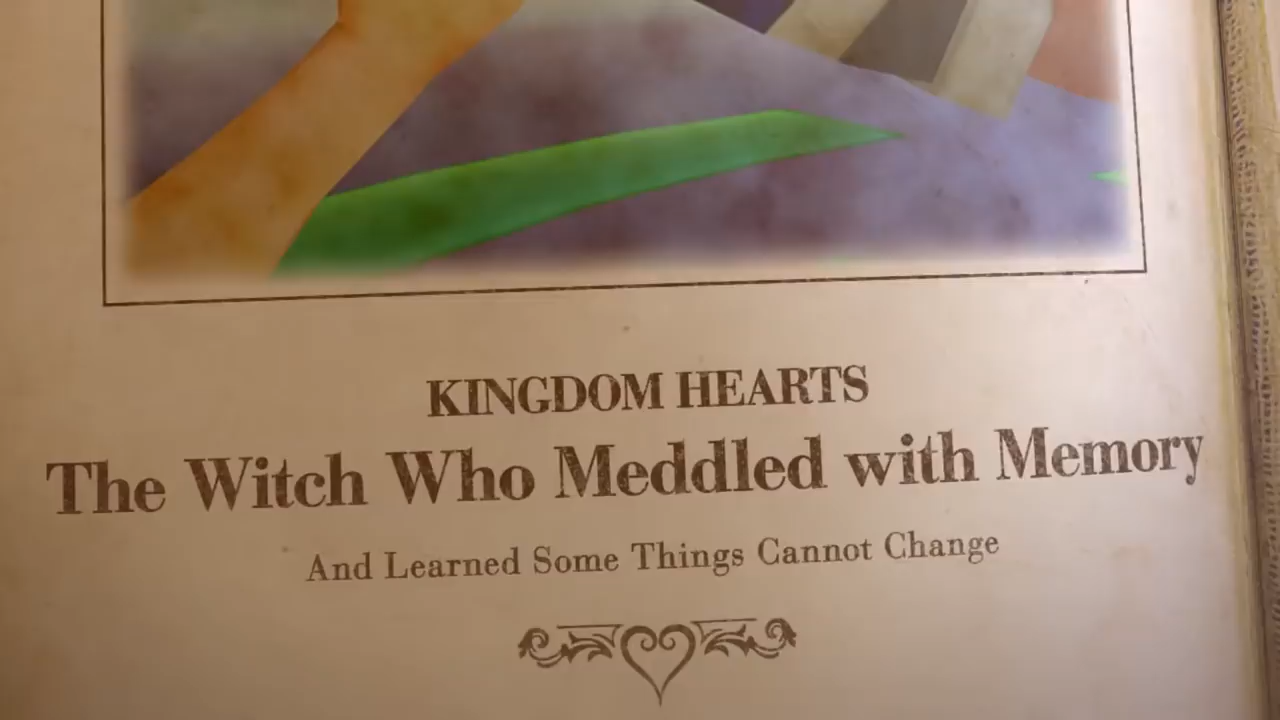 KINGDOM HEARTS
The Witch Who Meddled with Memory
And Learned Some Things Cannot Change